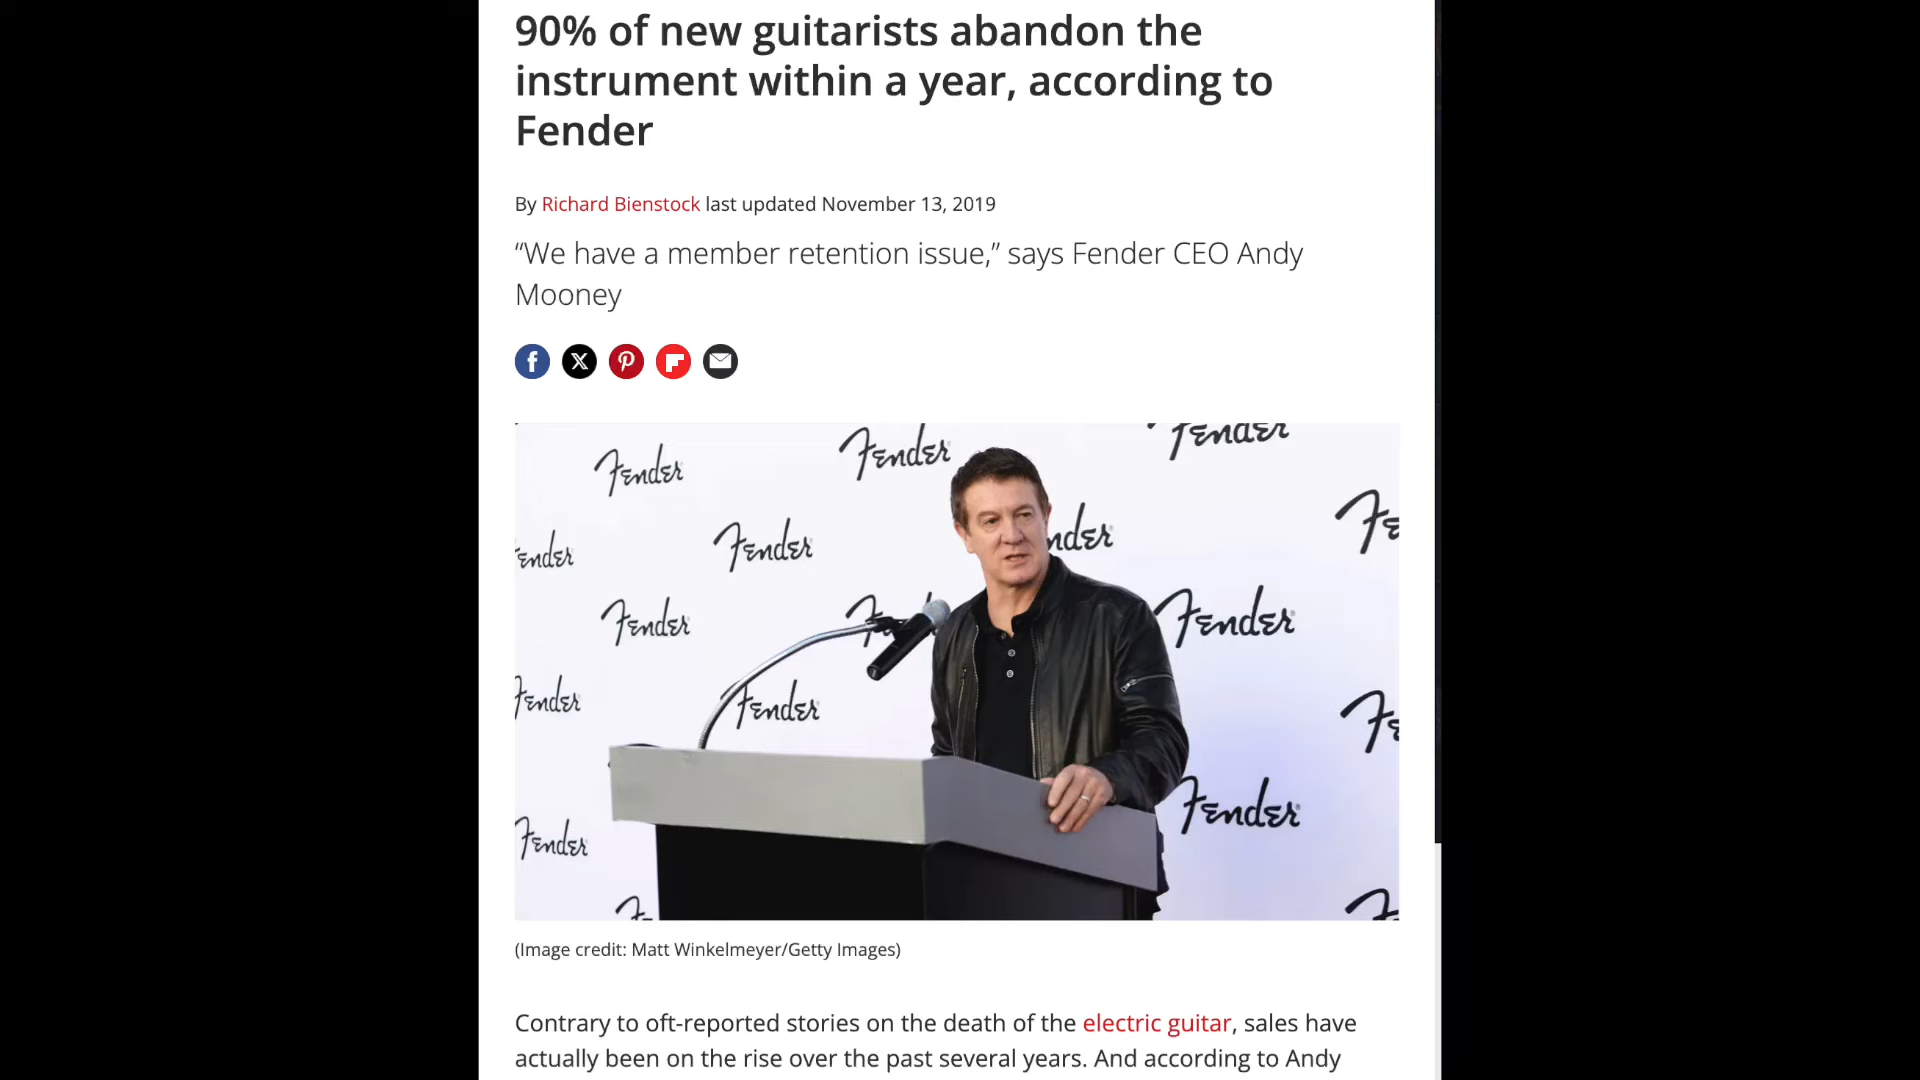 90% of new guitarists abandon the
instrument within a year, according to
Fender
By Richard Bienstock last updated November 13, 2019
“We have a member retention issue,” says Fender CEO Andy
Mooney
Fender
Fender
Fender
Fender
Fender
Fender
Fender
Fender
Fender
Fender
Fender
(Image credit: Matt Winkelmeyer/Getty Images)
Contrary to oft-reported stories on the death of the electric guitar, sales have
actually been on the rise over the past several years. And according to Andy